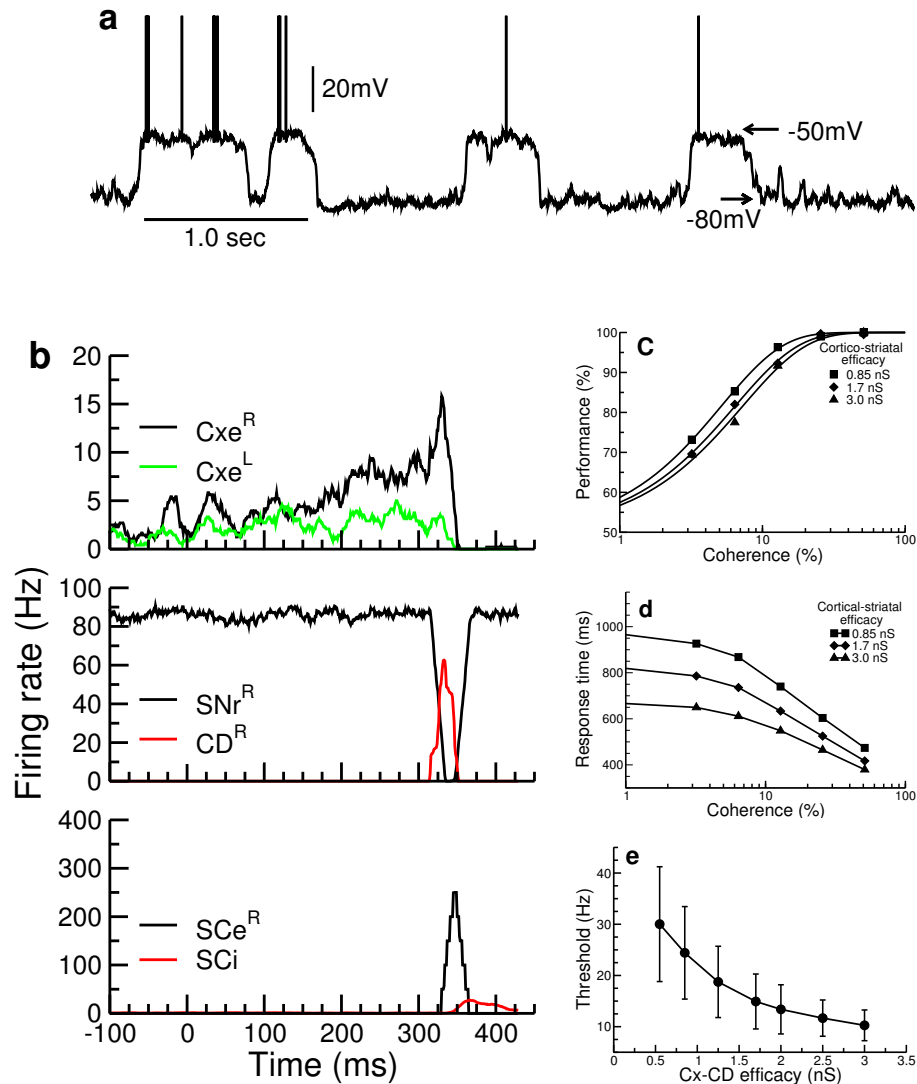 a
20mV
-50mV
-80mV
1.0 sec
b
20
15
10
5
0
Cxe^R
Cxe^L
100
80
60
40
20
0
SNr^R
CD^R
400
300
200
100
0
SCe^R
SCi
-100 0 100 200 300 400
Time (ms)
Firing rate (Hz)
C
Cortico-striatal
efficacy
0.85 nS
1.7 nS
3.0 nS
100
90
80
70
60
50
Performance (%)
1 10 100
Coherence (%)
d
Cortical-striatal
efficacy
0.85 nS
1.7 nS
3.0 nS
1000
800
600
400
Response time (ms)
1 10 100
Coherence (%)
e
40
30
20
10
Threshold (Hz)
0 0.5 1 1.5 2 2.5 3 3.5
Cx-CD efficacy (nS)